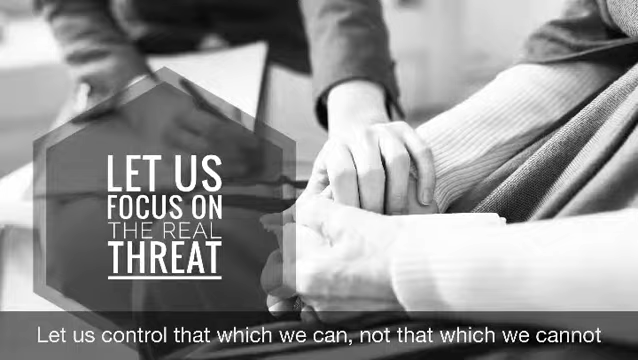 LET US
FOCUS ON
THE REAL
THREAT
Let us control that which we can, not that which we cannot